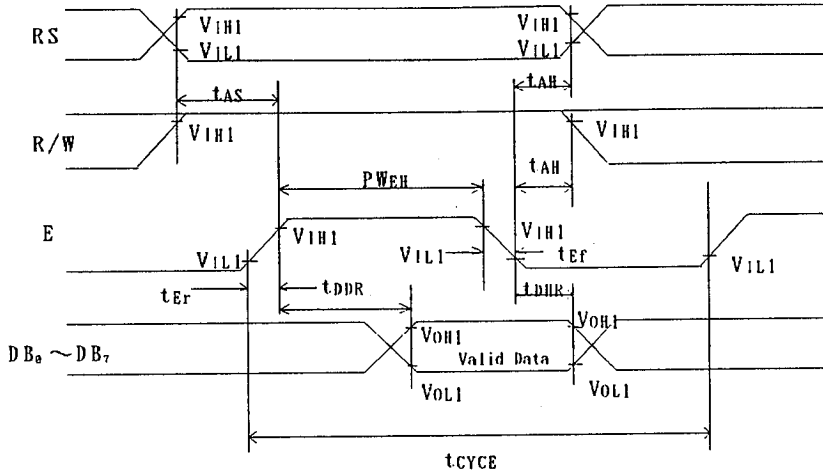 RS
VIH1 VIH1
VIL1 VIL1
tAS tAH
R/W
VIH1 VIH1
PWEH tAH
E
VIH1 VIH1
VIL1 VIL1 tEf VIL1
tEr tDDR tDHR
DB₀ ~DB₇
VOH1 VOH1
Valid Data
VOL1 VOL1
tCYCE